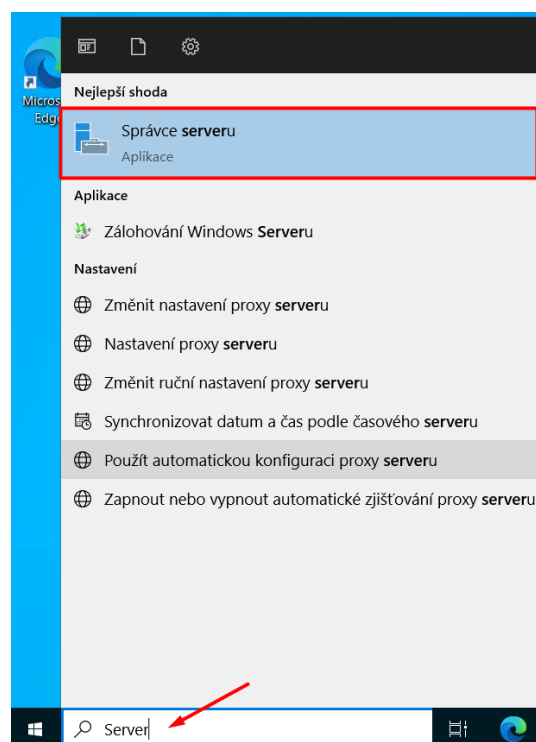 Micros
Edg
Nejlepší shoda
Správce serveru
Aplikace
Aplikace
Zálohování Windows Serveru
Nastavení
Změnit nastavení proxy serveru
Nastavení proxy serveru
Změnit ruční nastavení proxy serveru
Synchronizovat datum a čas podle časového serveru
Použít automatickou konfiguraci proxy serveru
Zapnout nebo vypnout automatické zjišťování proxy serveru
Server